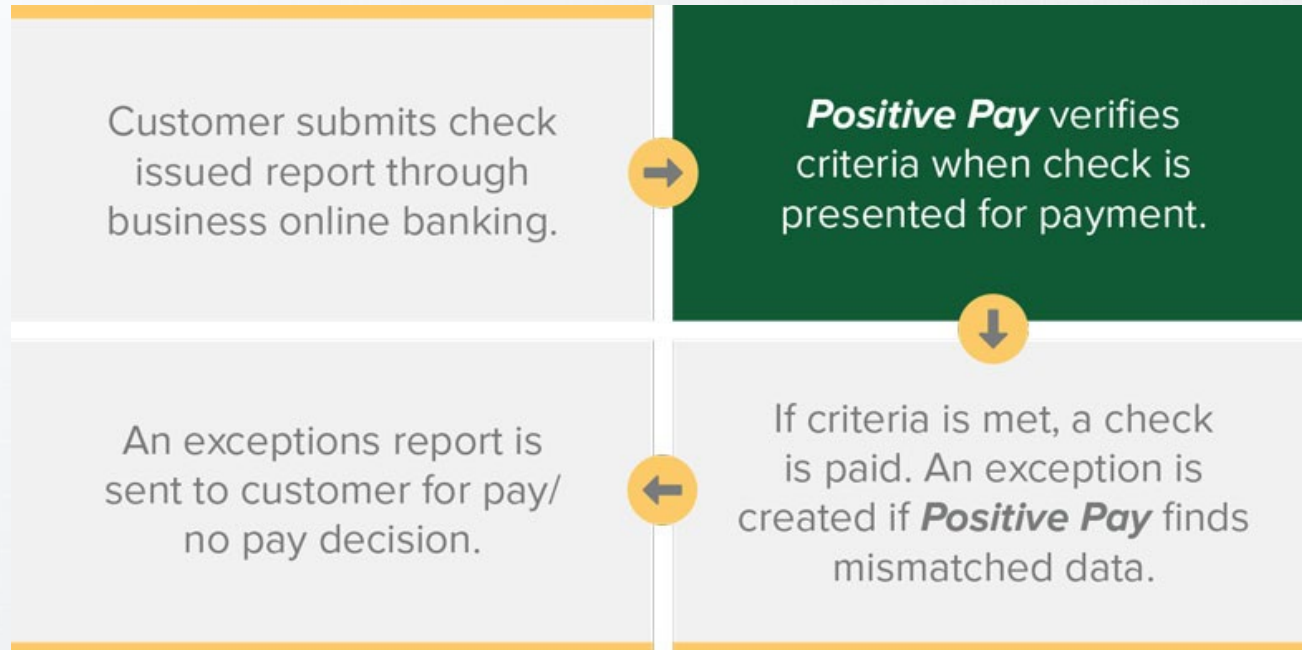 Customer submits check
issued report through
business online banking.
Positive Pay verifies
criteria when check is
presented for payment.
If criteria is met, a check
is paid. An exception is
created if Positive Pay finds
mismatched data.
An exceptions report is
sent to customer for pay/
no pay decision.